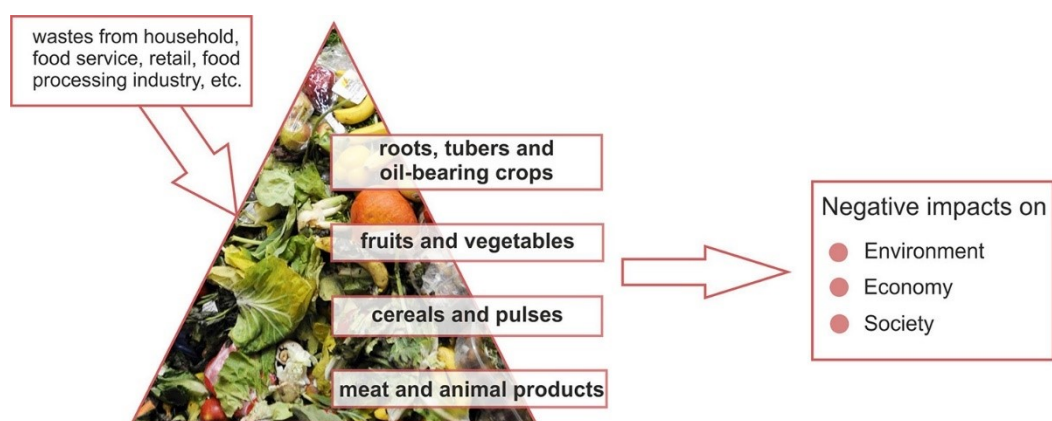 wastes from household,
food service, retail, food
processing industry, etc.
roots, tubers and
oil-bearing crops
fruits and vegetables
cereals and pulses
meat and animal products
Negative impacts on
Environment
Economy
Society